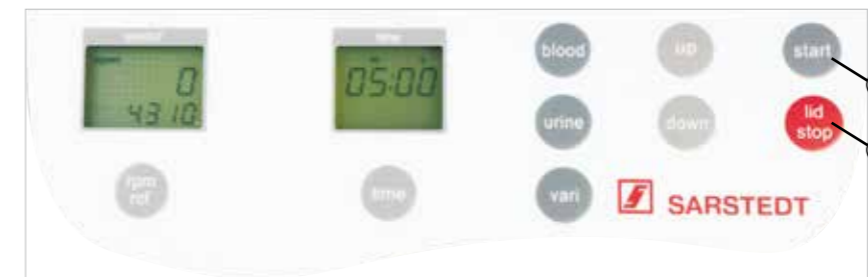 speed
time
0
4310
05:00
blood
up
start
urine
down
lid
stop
rpm
rcf
time
vari
SARSTEDT